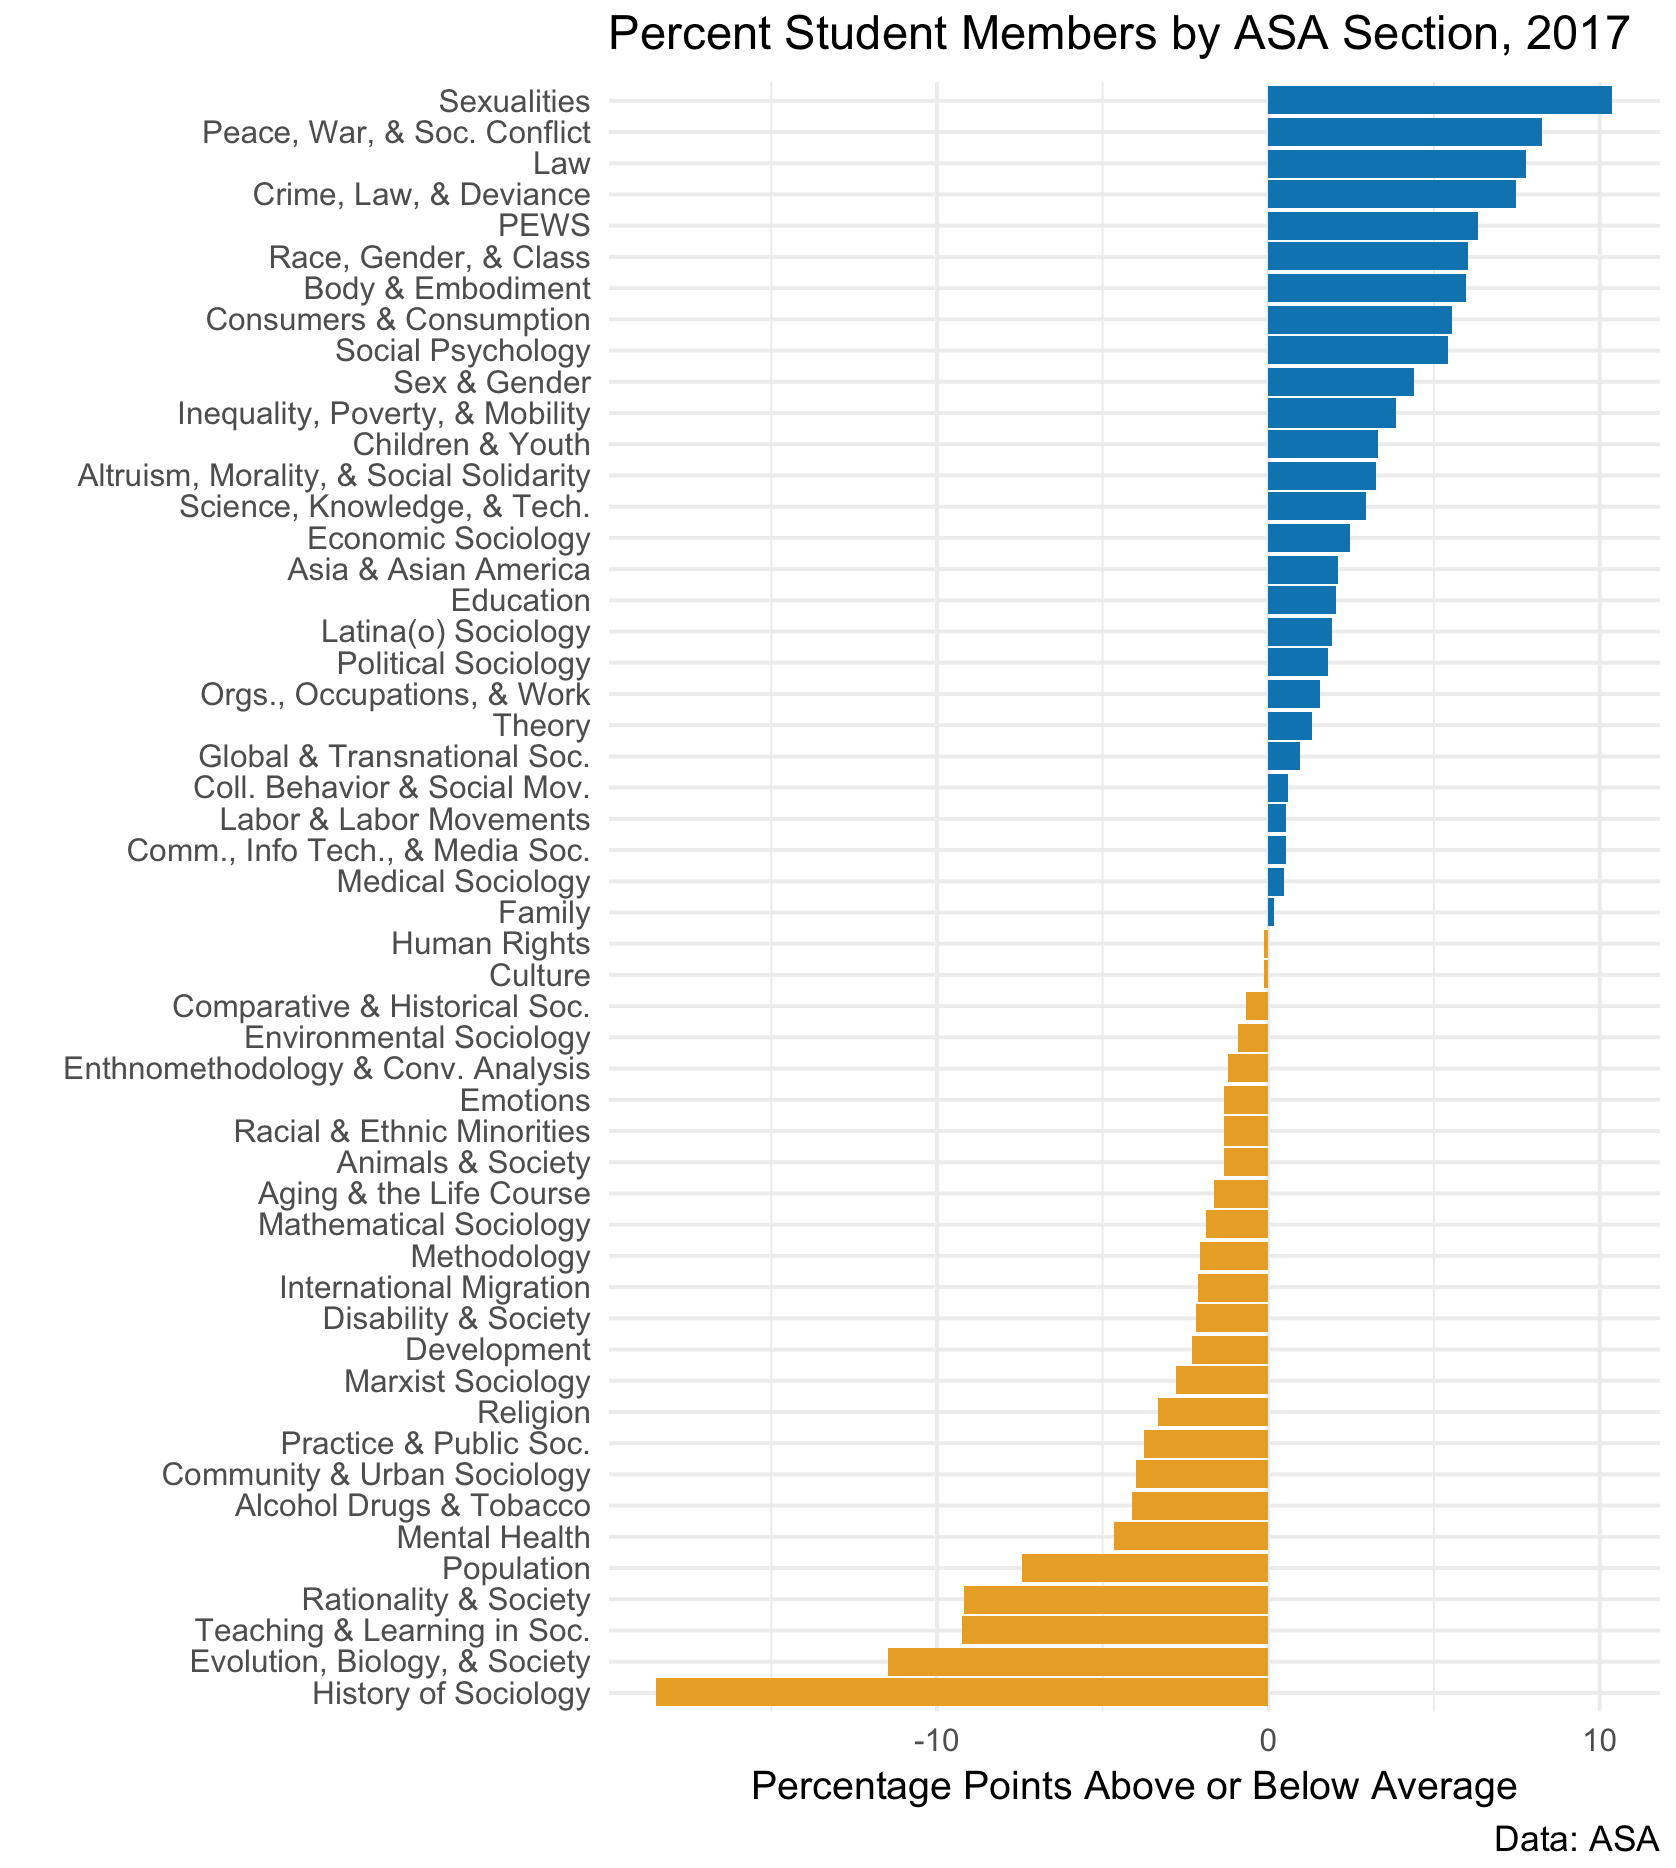 Percent Student Members by ASA Section, 2017
Sexualities
Peace, War, & Soc. Conflict
Law
Crime, Law, & Deviance
PEWS
Race, Gender, & Class
Body & Embodiment
Consumers & Consumption
Social Psychology
Sex & Gender
Inequality, Poverty, & Mobility
Children & Youth
Altruism, Morality, & Social Solidarity
Science, Knowledge, & Tech.
Economic Sociology
Asia & Asian America
Education
Latina(o) Sociology
Political Sociology
Orgs., Occupations, & Work
Theory
Global & Transnational Soc.
Coll. Behavior & Social Mov.
Labor & Labor Movements
Comm., Info Tech., & Media Soc.
Medical Sociology
Family
Human Rights
Culture
Comparative & Historical Soc.
Environmental Sociology
Enthnomethodology & Conv. Analysis
Emotions
Racial & Ethnic Minorities
Animals & Society
Aging & the Life Course
Mathematical Sociology
Methodology
International Migration
Disability & Society
Development
Marxist Sociology
Religion
Practice & Public Soc.
Community & Urban Sociology
Alcohol Drugs & Tobacco
Mental Health
Population
Rationality & Society
Teaching & Learning in Soc.
Evolution, Biology, & Society
History of Sociology
-10 0 10
Percentage Points Above or Below Average
Data: ASA